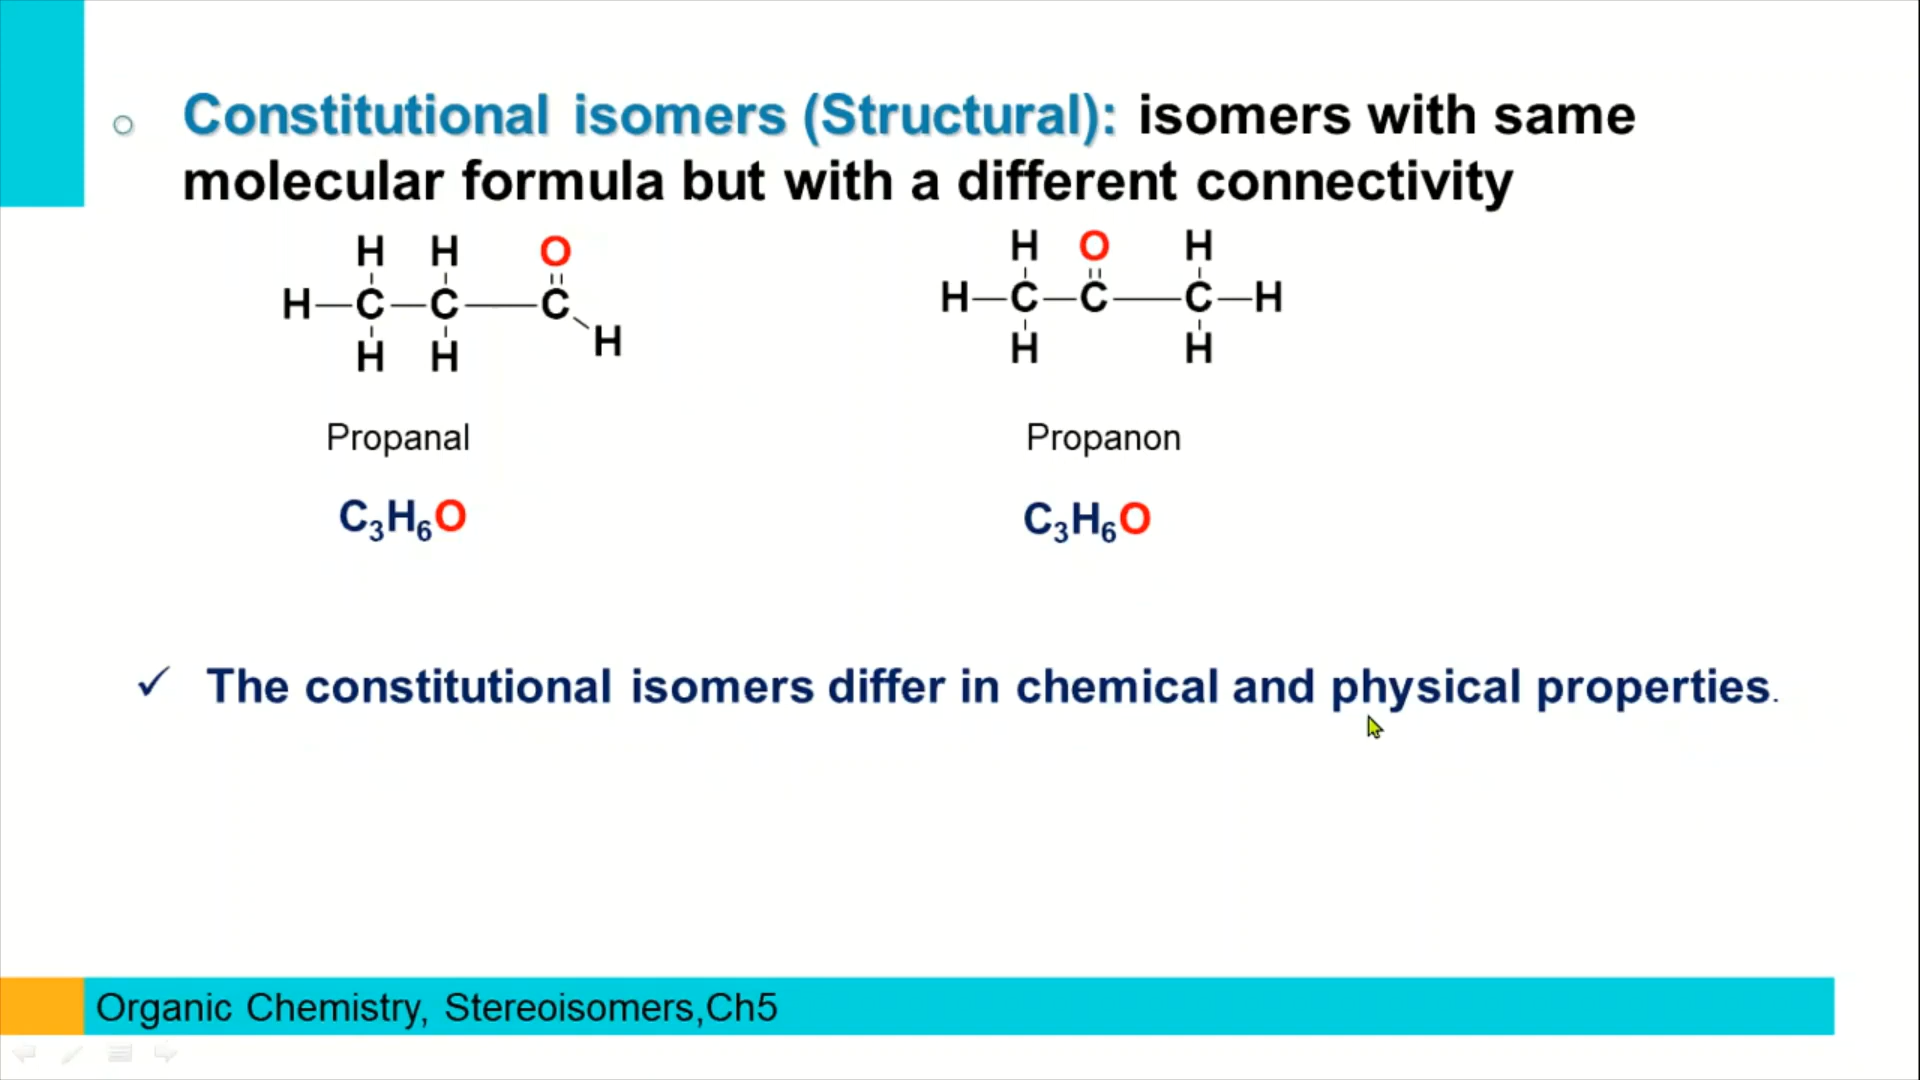 Constitutional isomers (Structural): isomers with same
molecular formula but with a different connectivity
H H O
H—C—C—C
H H H
H O H
H—C—C—C—H
H H
Propanal
Propanon
C₃H₆O
C₃H₆O
✓ The constitutional isomers differ in chemical and physical properties.
Organic Chemistry, Stereoisomers,Ch5